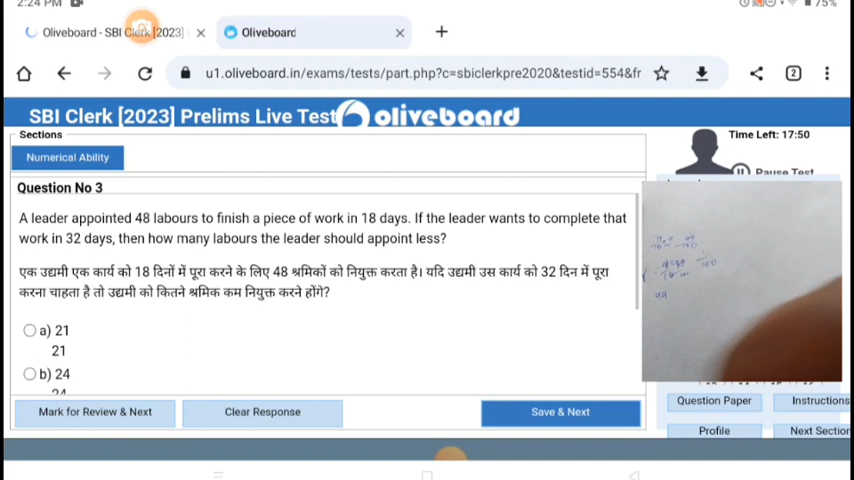 2:24 PM
75%
Oliveboard - SBI Clerk [2023]
Oliveboard
u1.oliveboard.in/exams/tests/part.php?c=sbiclerkpre2020&testid=554&fr
2
SBI Clerk [2023] Prelims Live Test
oliveboard
Sections
Time Left: 17:50
Numerical Ability
Pause Test
Question No 3
A leader appointed 48 labours to finish a piece of work in 18 days. If the leader wants to complete that
work in 32 days, then how many labours the leader should appoint less?
एक उद्यमी एक कार्य को 18 दिनों में पूरा करने के लिए 48 श्रमिकों को नियुक्त करता है। यदि उद्यमी उस कार्य को 32 दिन में पूरा
करना चाहता है तो उद्यमी को कितने श्रमिक कम नियुक्त करने होंगे?
a) 21
21
b) 24
24
Mark for Review & Next
Clear Response
Save & Next
Question Paper
Instructions
Profile
Next Section